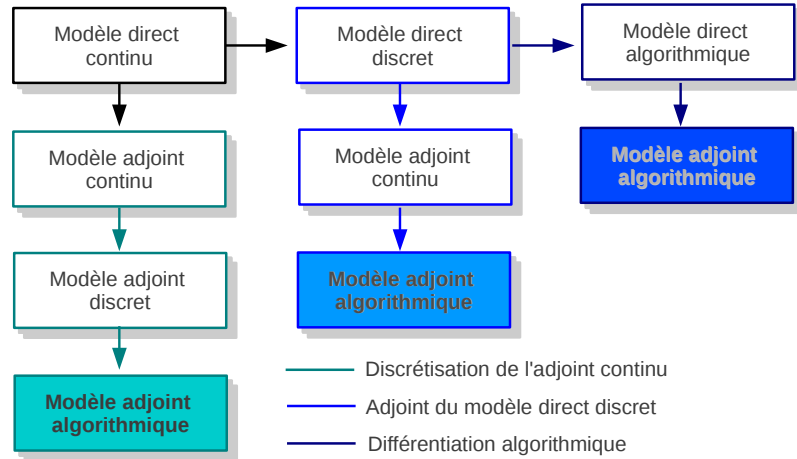 Modèle direct
continu
Modèle direct
discret
Modèle direct
algorithmique
Modèle adjoint
continu
Modèle adjoint
continu
Modèle adjoint
algorithmique
Modèle adjoint
discret
Modèle adjoint
algorithmique
Modèle adjoint
algorithmique
Discrétisation de l'adjoint continu
Adjoint du modèle direct discret
Différentiation algorithmique